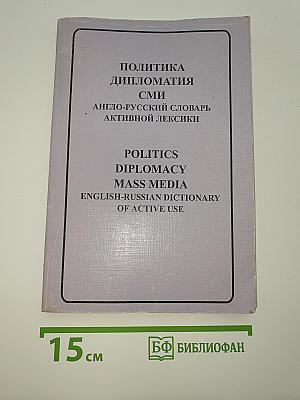 ПОЛИТИКА
ДИПЛОМАТИЯ
СМИ
АНГЛО-РУССКИЙ СЛОВАРЬ
АКТИВНОЙ ЛЕКСИКИ
POLITICS
DIPLOMACY
MASS MEDIA
ENGLISH-RUSSIAN DICTIONARY
OF ACTIVE USE
15 СМ
БФ БИБЛИОФАН